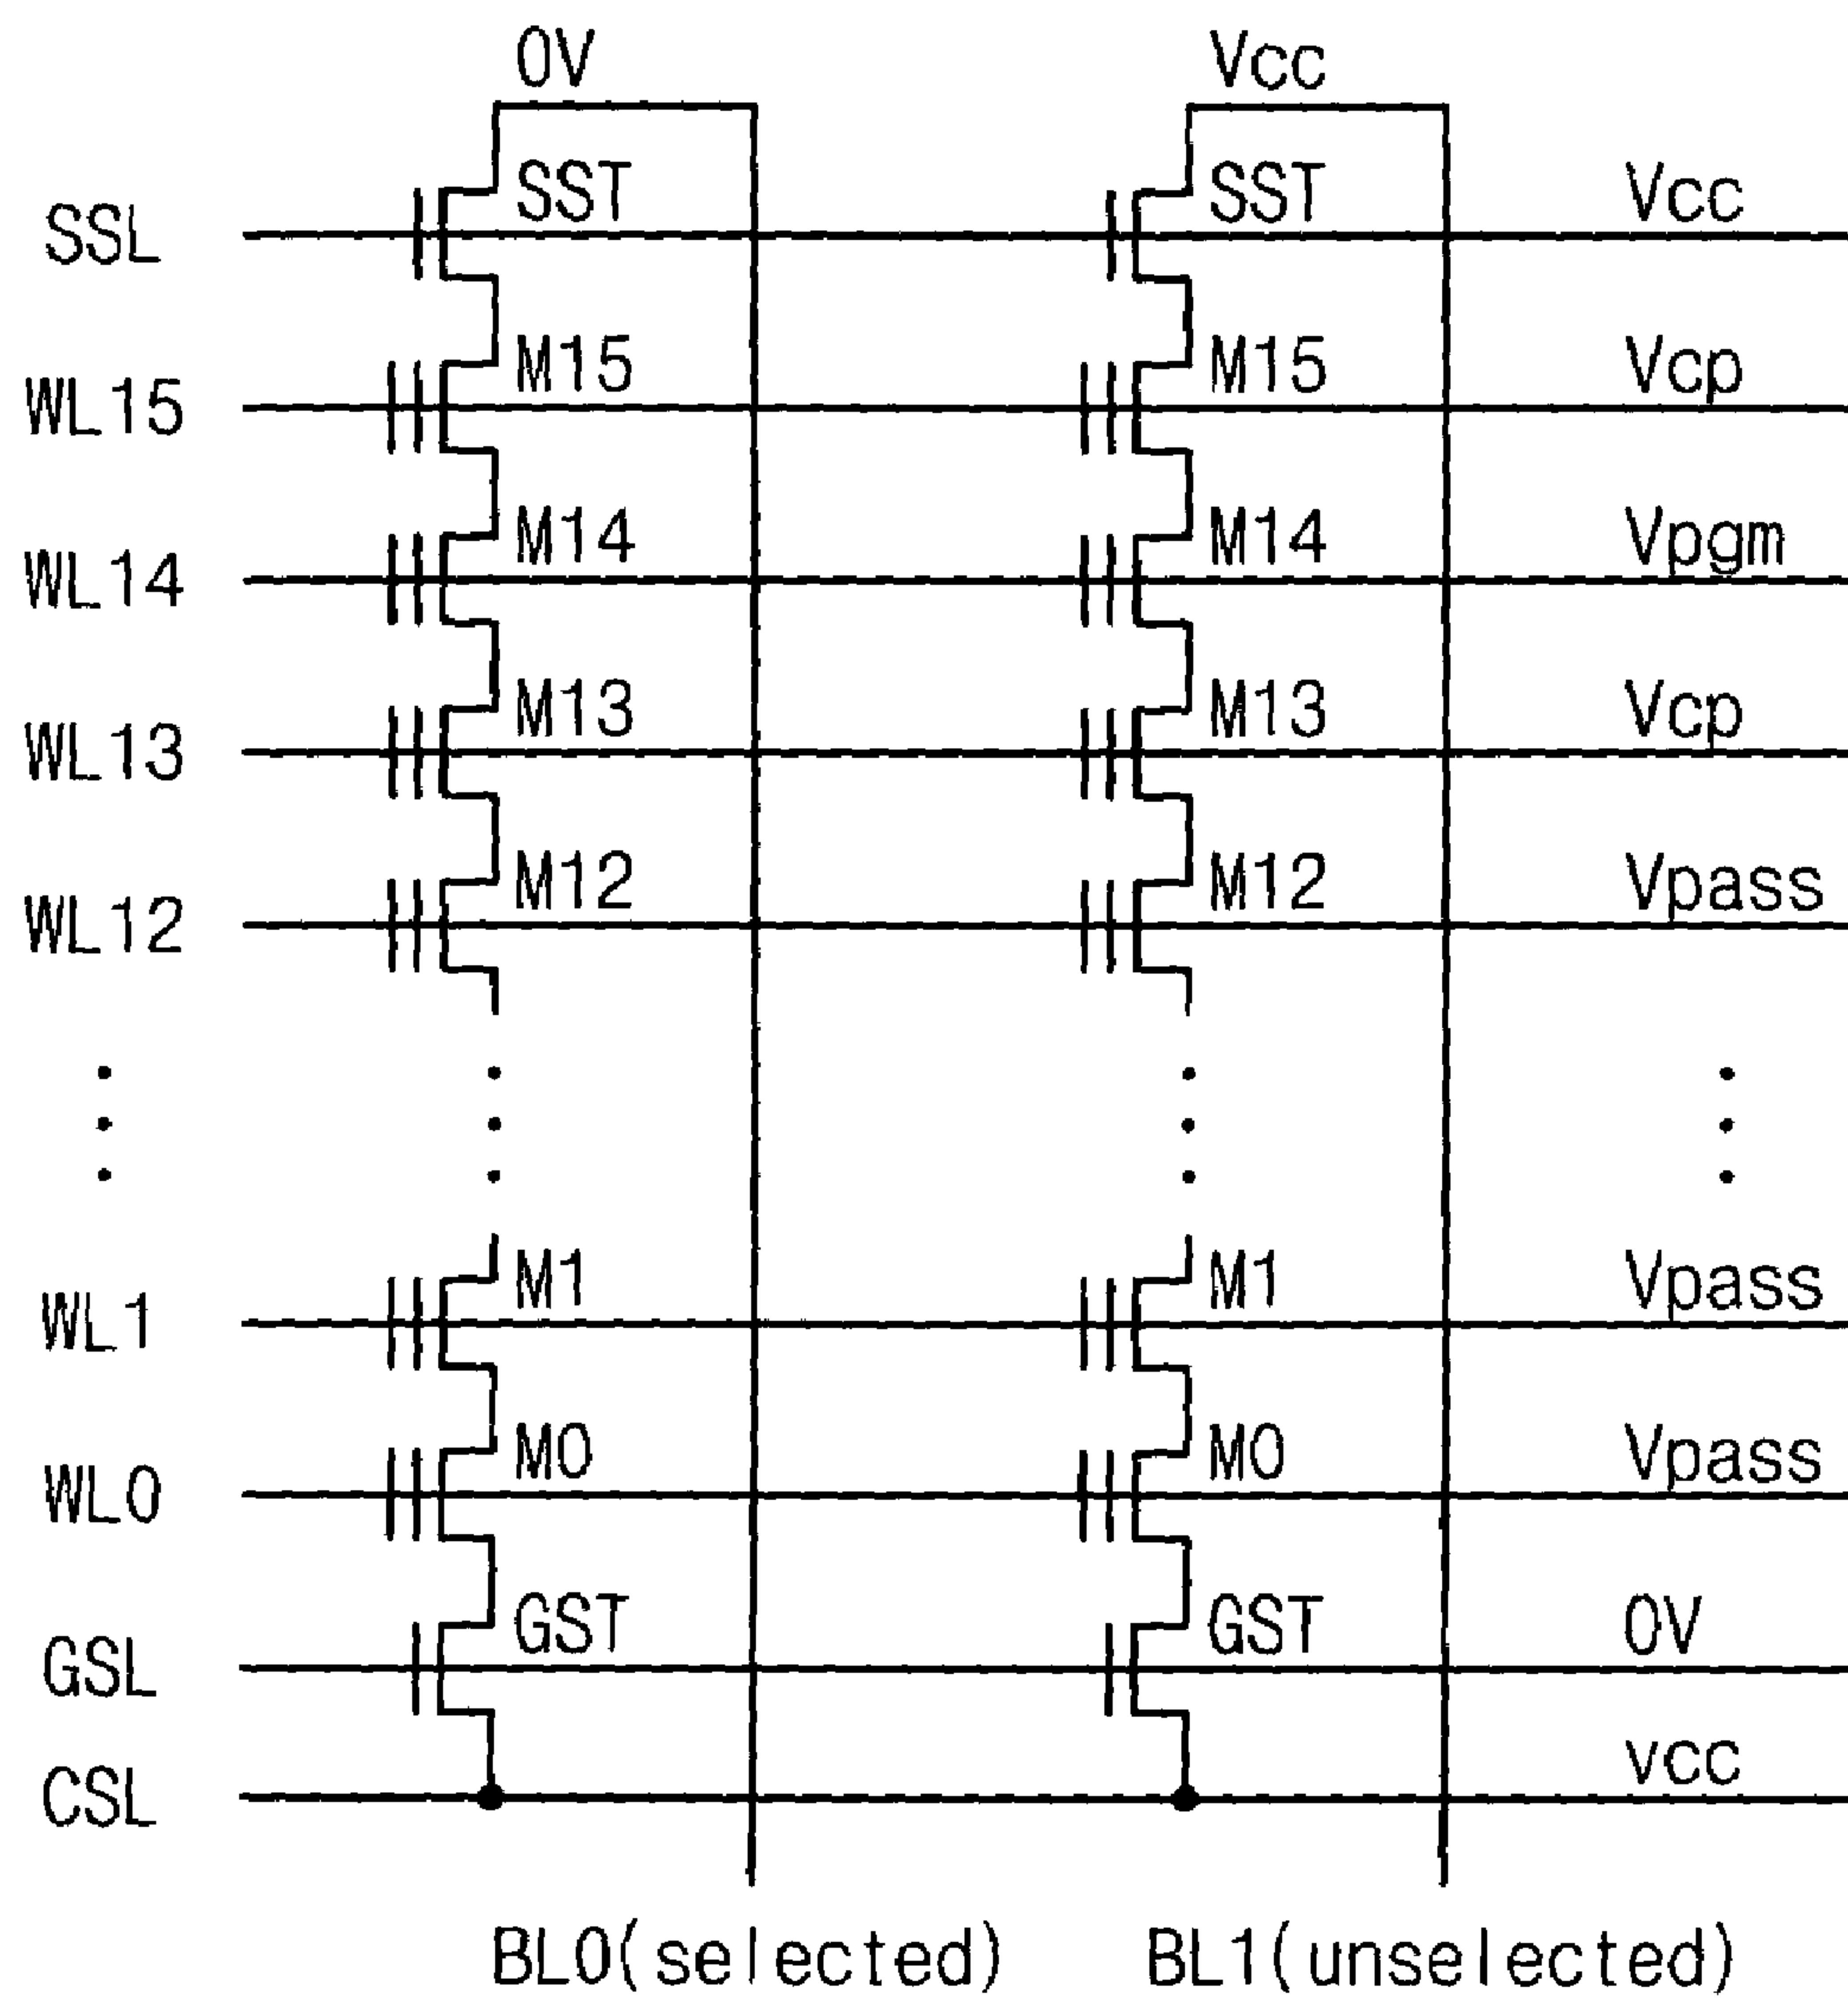 0V Vcc
SSL SST SST Vcc
WL15 M15 M15 Vcp
WL14 M14 M14 Vpgm
WL13 M13 M13 Vcp
WL12 M12 M12 Vpass
WL1 M1 M1 Vpass
WL0 M0 M0 Vpass
GSL GST GST 0V
CSL vcc
BL0(selected) BL1(unselected)